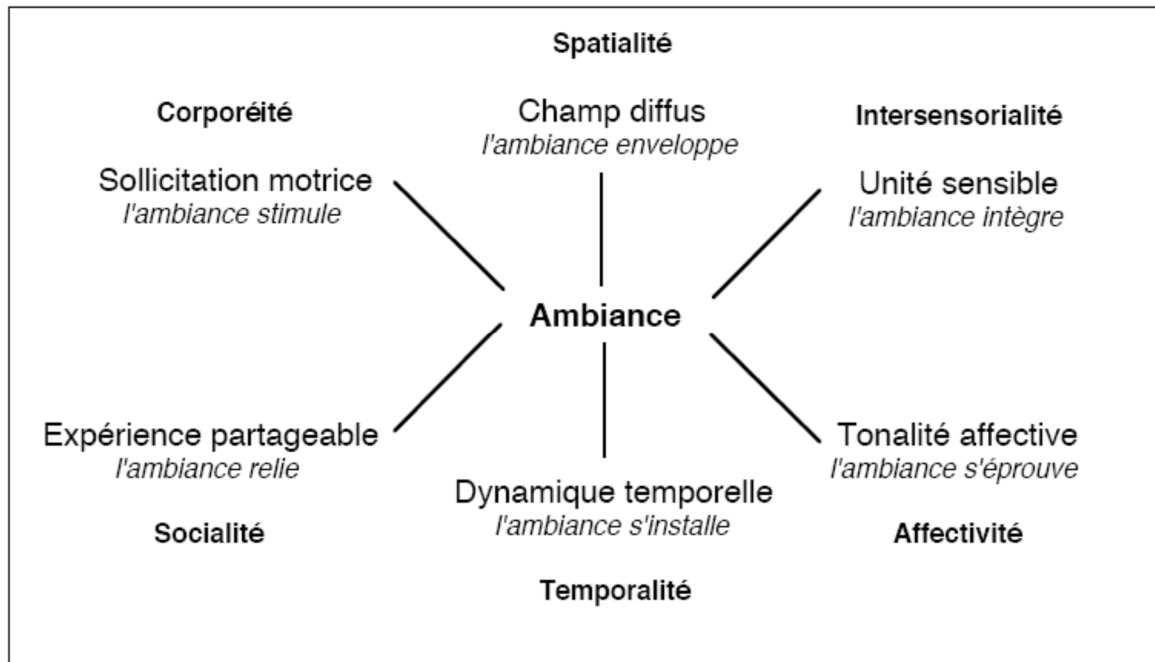 Spatialité
Corporéité
Champ diffus
Intersensorialité
l'ambiance enveloppe
Sollicitation motrice
l'ambiance stimule
Unité sensible
l'ambiance intègre
Ambiance
Expérience partageable
l'ambiance relie
Tonalité affective
l'ambiance s'éprouve
Dynamique temporelle
l'ambiance s'installe
Socialité
Affectivité
Temporalité